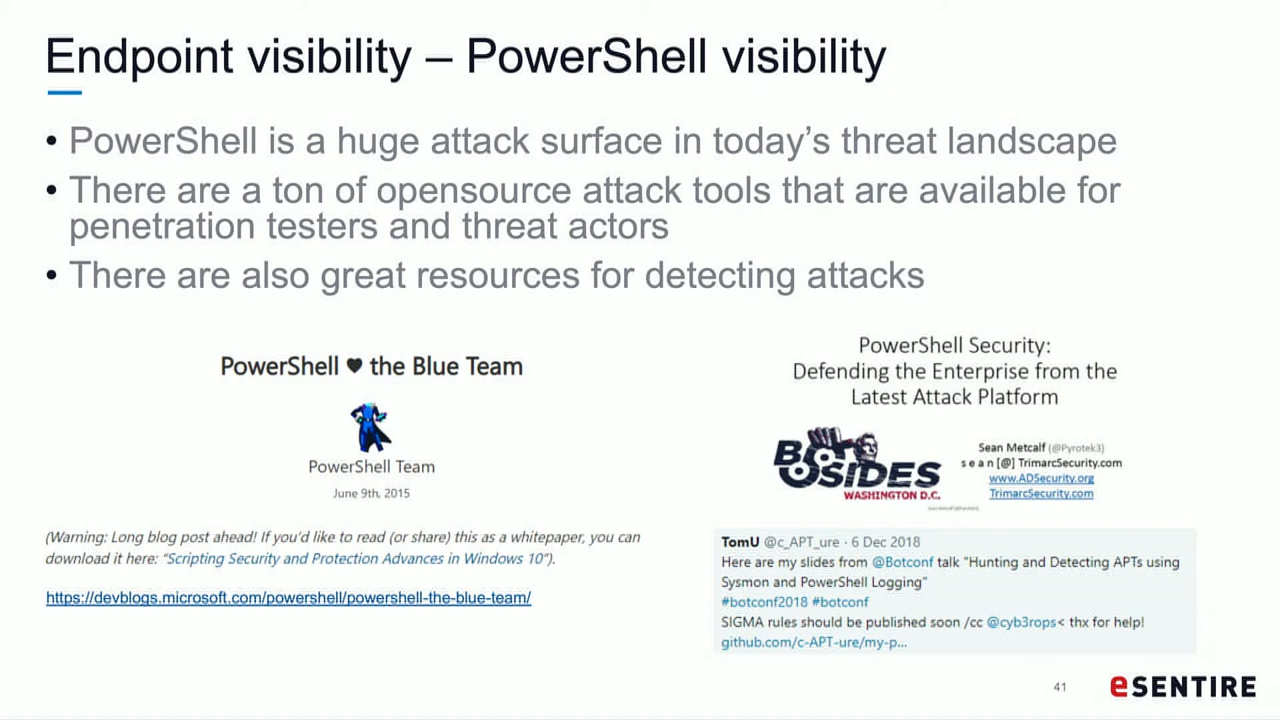 Endpoint visibility – PowerShell visibility
• PowerShell is a huge attack surface in today’s threat landscape
• There are a ton of opensource attack tools that are available for
penetration testers and threat actors
• There are also great resources for detecting attacks
PowerShell ♥ the Blue Team
PowerShell Team
June 9th, 2015
(Warning: Long blog post ahead! If you’d like to read (or share) this as a whitepaper, you can
download it here: “Scripting Security and Protection Advances in Windows 10”).
https://devblogs.microsoft.com/powershell/powershell-the-blue-team/
PowerShell Security:
Defending the Enterprise from the
Latest Attack Platform
BSIDES
WASHINGTON D.C.
Sean Metcalf (@Pyrotek3)
s e a n [@] TrimarcSecurity.com
www.ADSecurity.org
TrimarcSecurity.com
TomU @c_APT_ure · 6 Dec 2018
Here are my slides from @Botconf talk "Hunting and Detecting APTs using
Sysmon and PowerShell Logging"
#botconf2018 #botconf
SIGMA rules should be published soon /cc @cyb3rops< thx for help!
github.com/c-APT-ure/my-p...
41
eSENTIRE